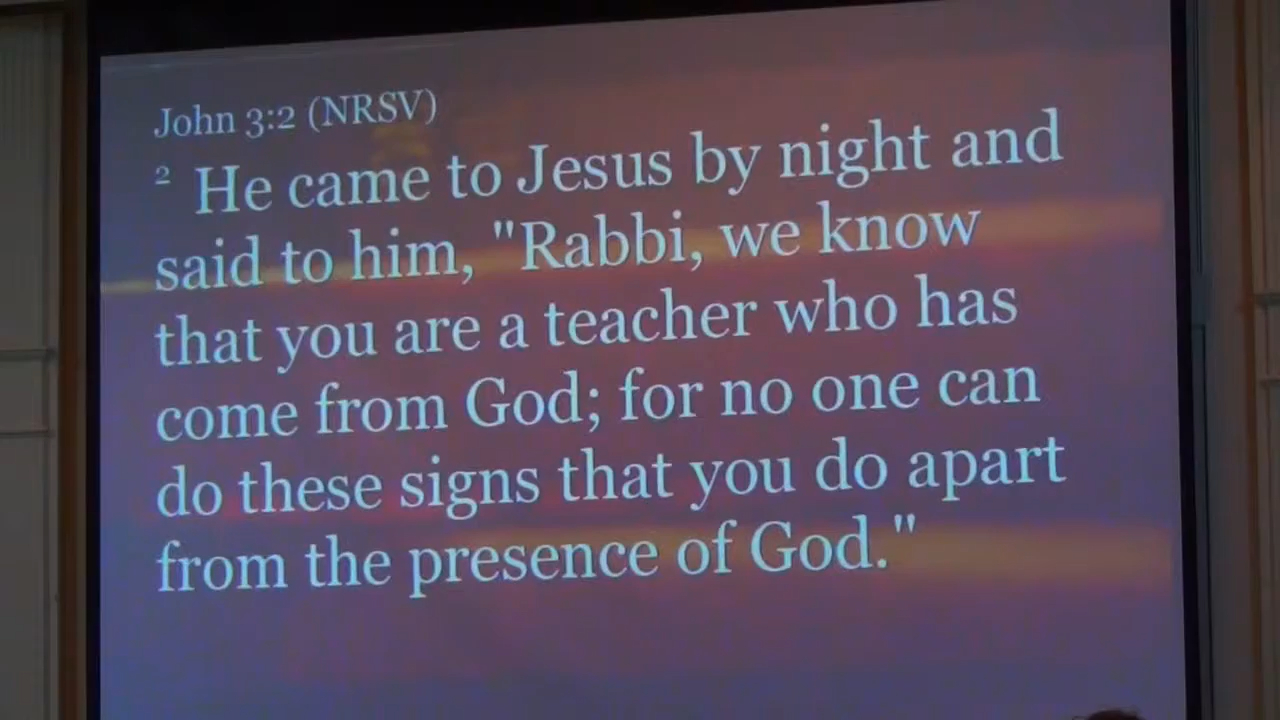 John 3:2 (NRSV)
2 He came to Jesus by night and
said to him, "Rabbi, we know
that you are a teacher who has
come from God; for no one can
do these signs that you do apart
from the presence of God."